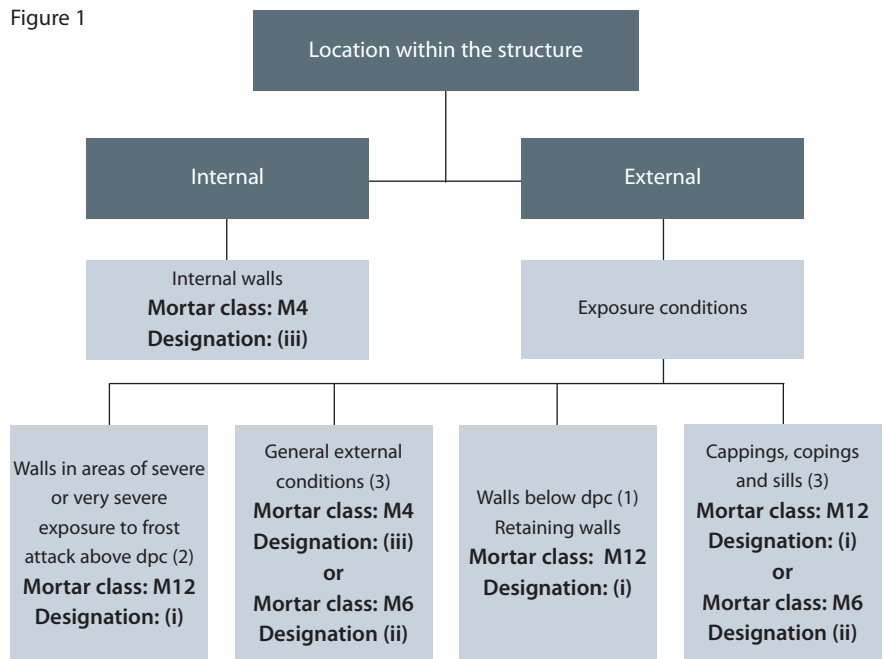 Figure 1
Location within the structure
Internal
External
Internal walls
Mortar class: M4
Designation: (iii)
Exposure conditions
Walls in areas of severe
or very severe
exposure to frost
attack above dpc (2)
Mortar class: M12
Designation: (i)
General external
conditions (3)
Mortar class: M4
Designation: (iii)
or
Mortar class: M6
Designation (ii)
Walls below dpc (1)
Retaining walls
Mortar class: M12
Designation: (i)
Cappings, copings
and sills (3)
Mortar class: M12
Designation: (i)
or
Mortar class: M6
Designation (ii)